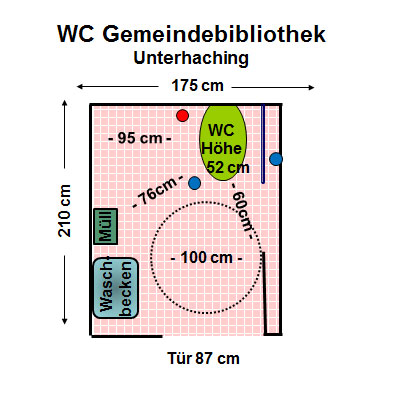 WC Gemeindebibliothek
Unterhaching
175 cm
210 cm
- 95 cm -
WC
Höhe
52 cm
- 76cm -
- 60cm -
Müll
- 100 cm -
Wasch-
becken
Tür 87 cm